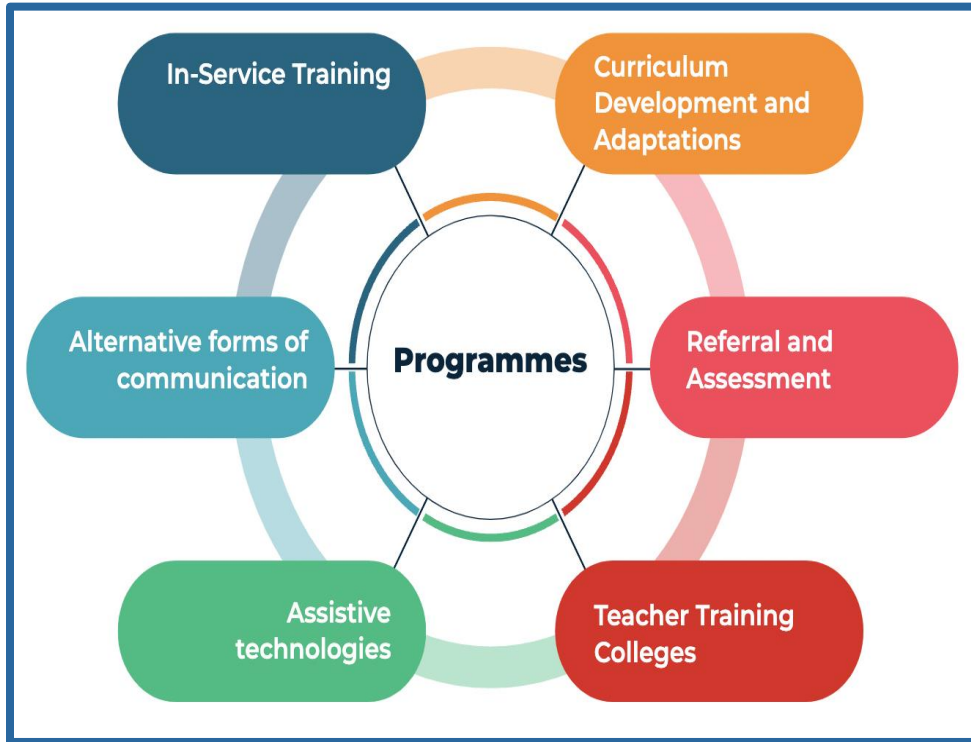 In-Service Training
Curriculum
Development and
Adaptations
Alternative forms of
communication
Programmes
Referral and
Assessment
Assistive
technologies
Teacher Training
Colleges